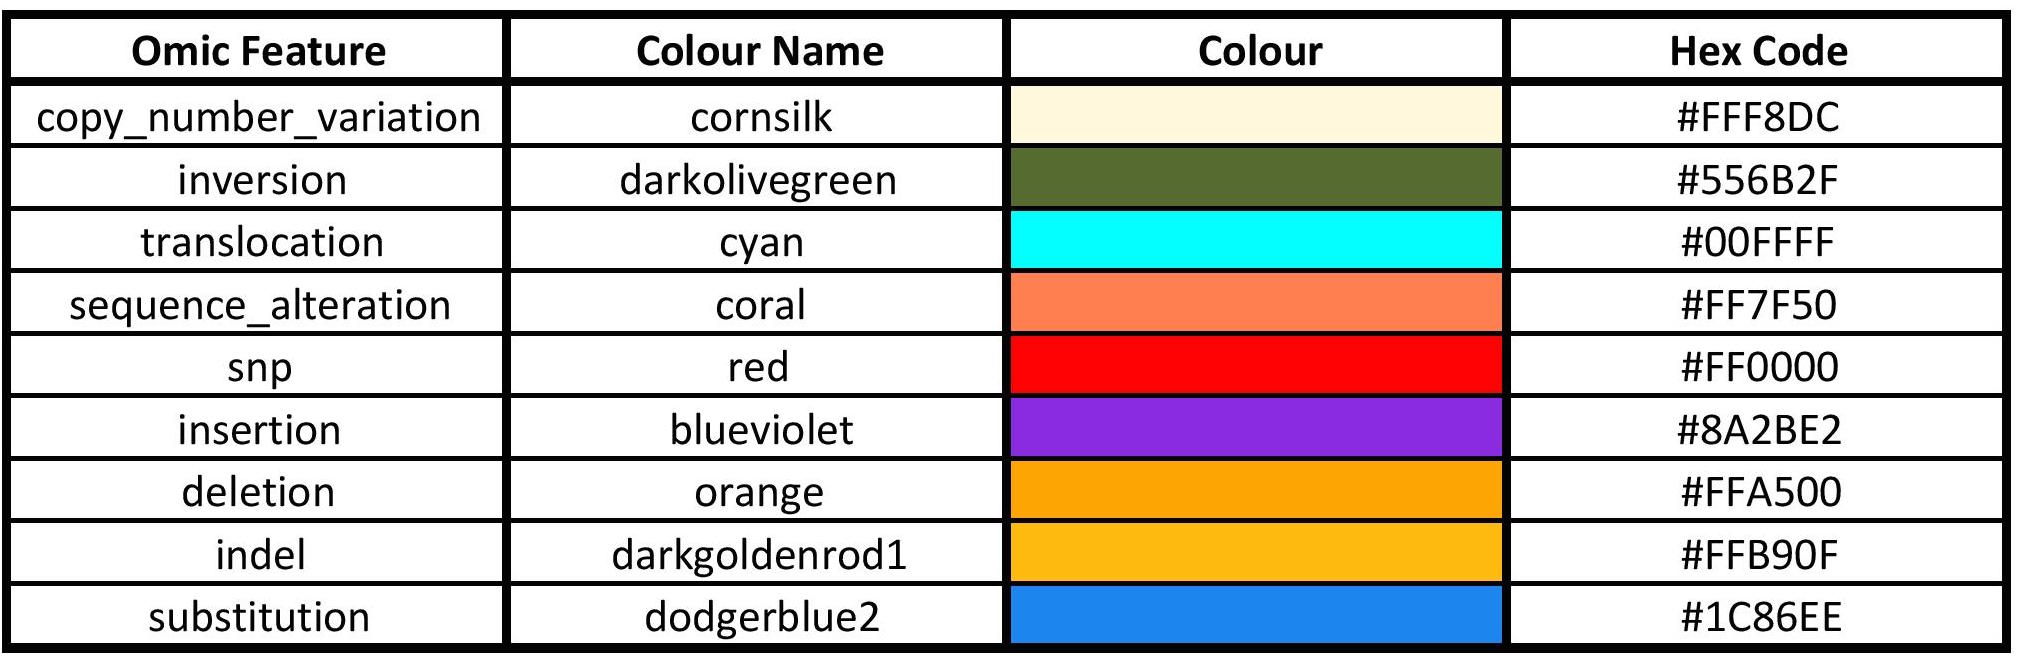 Omic Feature Colour Name Colour Hex Code
copy_number_variation cornsilk #FFF8DC
inversion darkolivegreen #556B2F
translocation cyan #00FFFF
sequence_alteration coral #FF7F50
snp red #FF0000
insertion blueviolet #8A2BE2
deletion orange #FFA500
indel darkgoldenrod1 #FFB90F
substitution dodgerblue2 #1C86EE